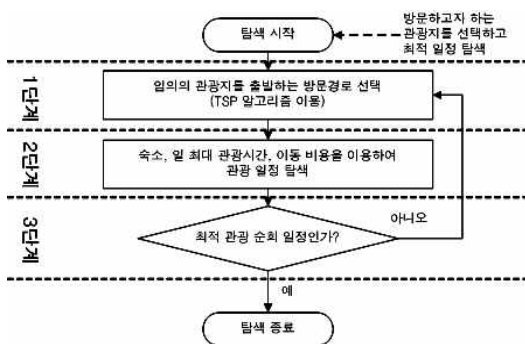 탐색 시작
방문하고자 하는
관광지를 선택하고
최적 일정 탐색
1단계
임의의 관광지를 출발하는 방문경로 선택
(TSP 알고리즘 이용)
2단계
숙소, 일 최대 관광시간, 이동 비용을 이용하여
관광 일정 탐색
3단계
최적 관광 순회 일정인가?
아니오
예
탐색 종료